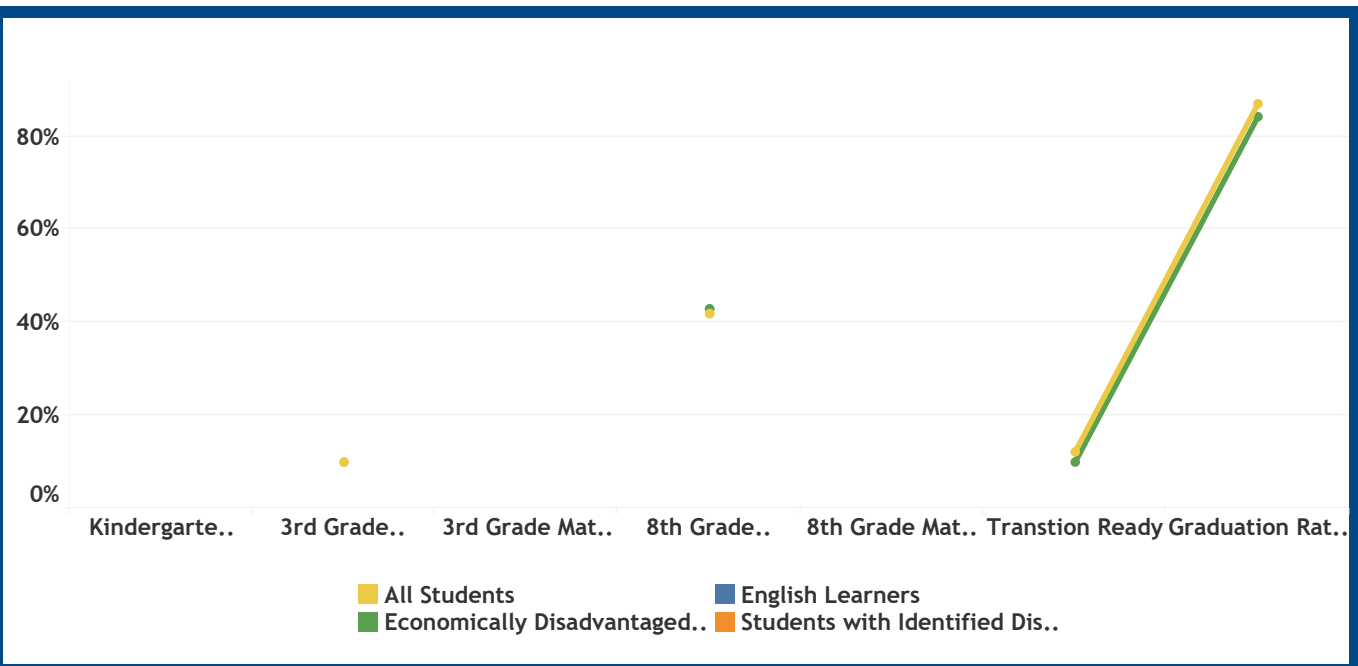 80%
60%
40%
20%
0%
Kindergarte.. 3rd Grade.. 3rd Grade Mat.. 8th Grade.. 8th Grade Mat.. Transtion Ready Graduation Rat..
All Students English Learners
Economically Disadvantaged.. Students with Identified Dis..